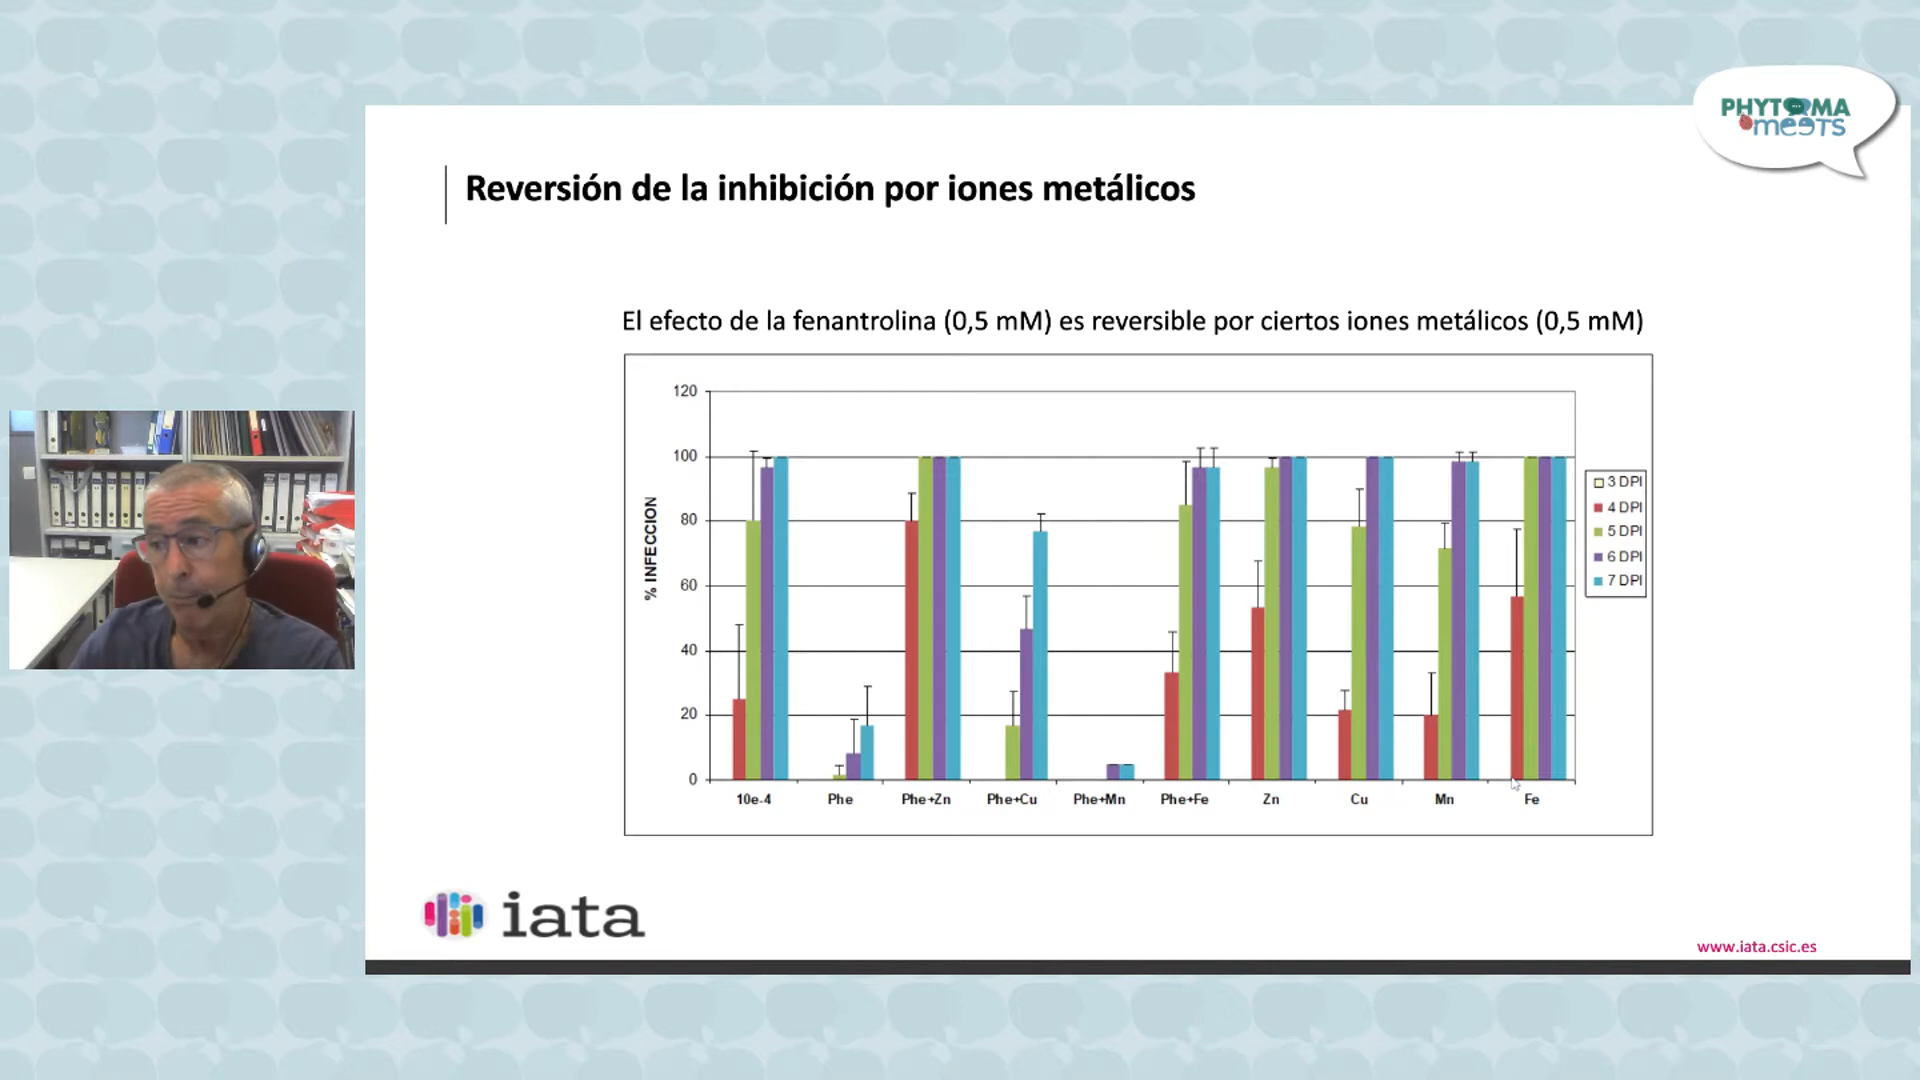 PHYTOMA
meets
Reversión de la inhibición por iones metálicos
El efecto de la fenantrolina (0,5 mM) es reversible por ciertos iones metálicos (0,5 mM)
120
100
80
60
40
20
0
% INFECCION
10e-4 Phe Phe+Zn Phe+Cu Phe+Mn Phe+Fe Zn Cu Mn Fe
3 DPI
4 DPI
5 DPI
6 DPI
7 DPI
iata
www.iata.csic.es